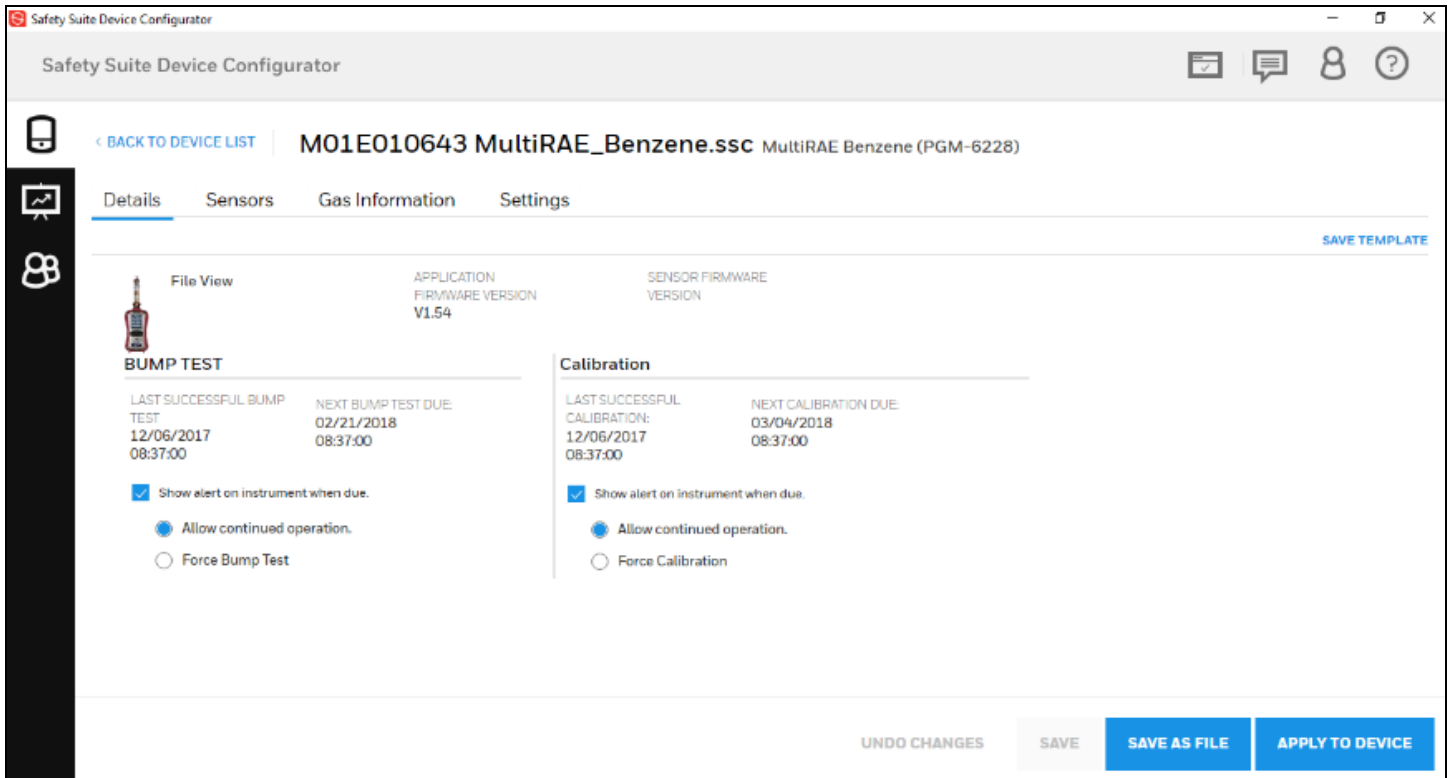 Safety Suite Device Configurator
Safety Suite Device Configurator
< BACK TO DEVICE LIST
M01E010643 MultiRAE_Benzene.ssc MultiRAE Benzene (PGM-6228)
Details Sensors Gas Information Settings
SAVE TEMPLATE
File View
APPLICATION
FIRMWARE VERSION
V1.54
SENSOR FIRMWARE
VERSION
BUMP TEST
LAST SUCCESSFUL BUMP
TEST
12/06/2017
08:37:00
NEXT BUMP TEST DUE:
02/21/2018
08:37:00
Show alert on instrument when due.
Allow continued operation.
Force Bump Test
Calibration
LAST SUCCESSFUL
CALIBRATION:
12/06/2017
08:37:00
NEXT CALIBRATION DUE:
03/04/2018
08:37:00
Show alert on instrument when due.
Allow continued operation.
Force Calibration
UNDO CHANGES
SAVE
SAVE AS FILE
APPLY TO DEVICE